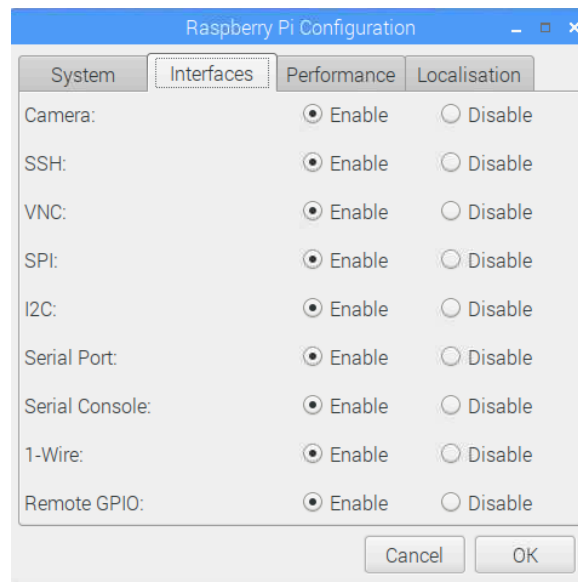 Raspberry Pi Configuration
System Interfaces Performance Localisation
Camera: Enable Disable
SSH: Enable Disable
VNC: Enable Disable
SPI: Enable Disable
I2C: Enable Disable
Serial Port: Enable Disable
Serial Console: Enable Disable
1-Wire: Enable Disable
Remote GPIO: Enable Disable
Cancel OK